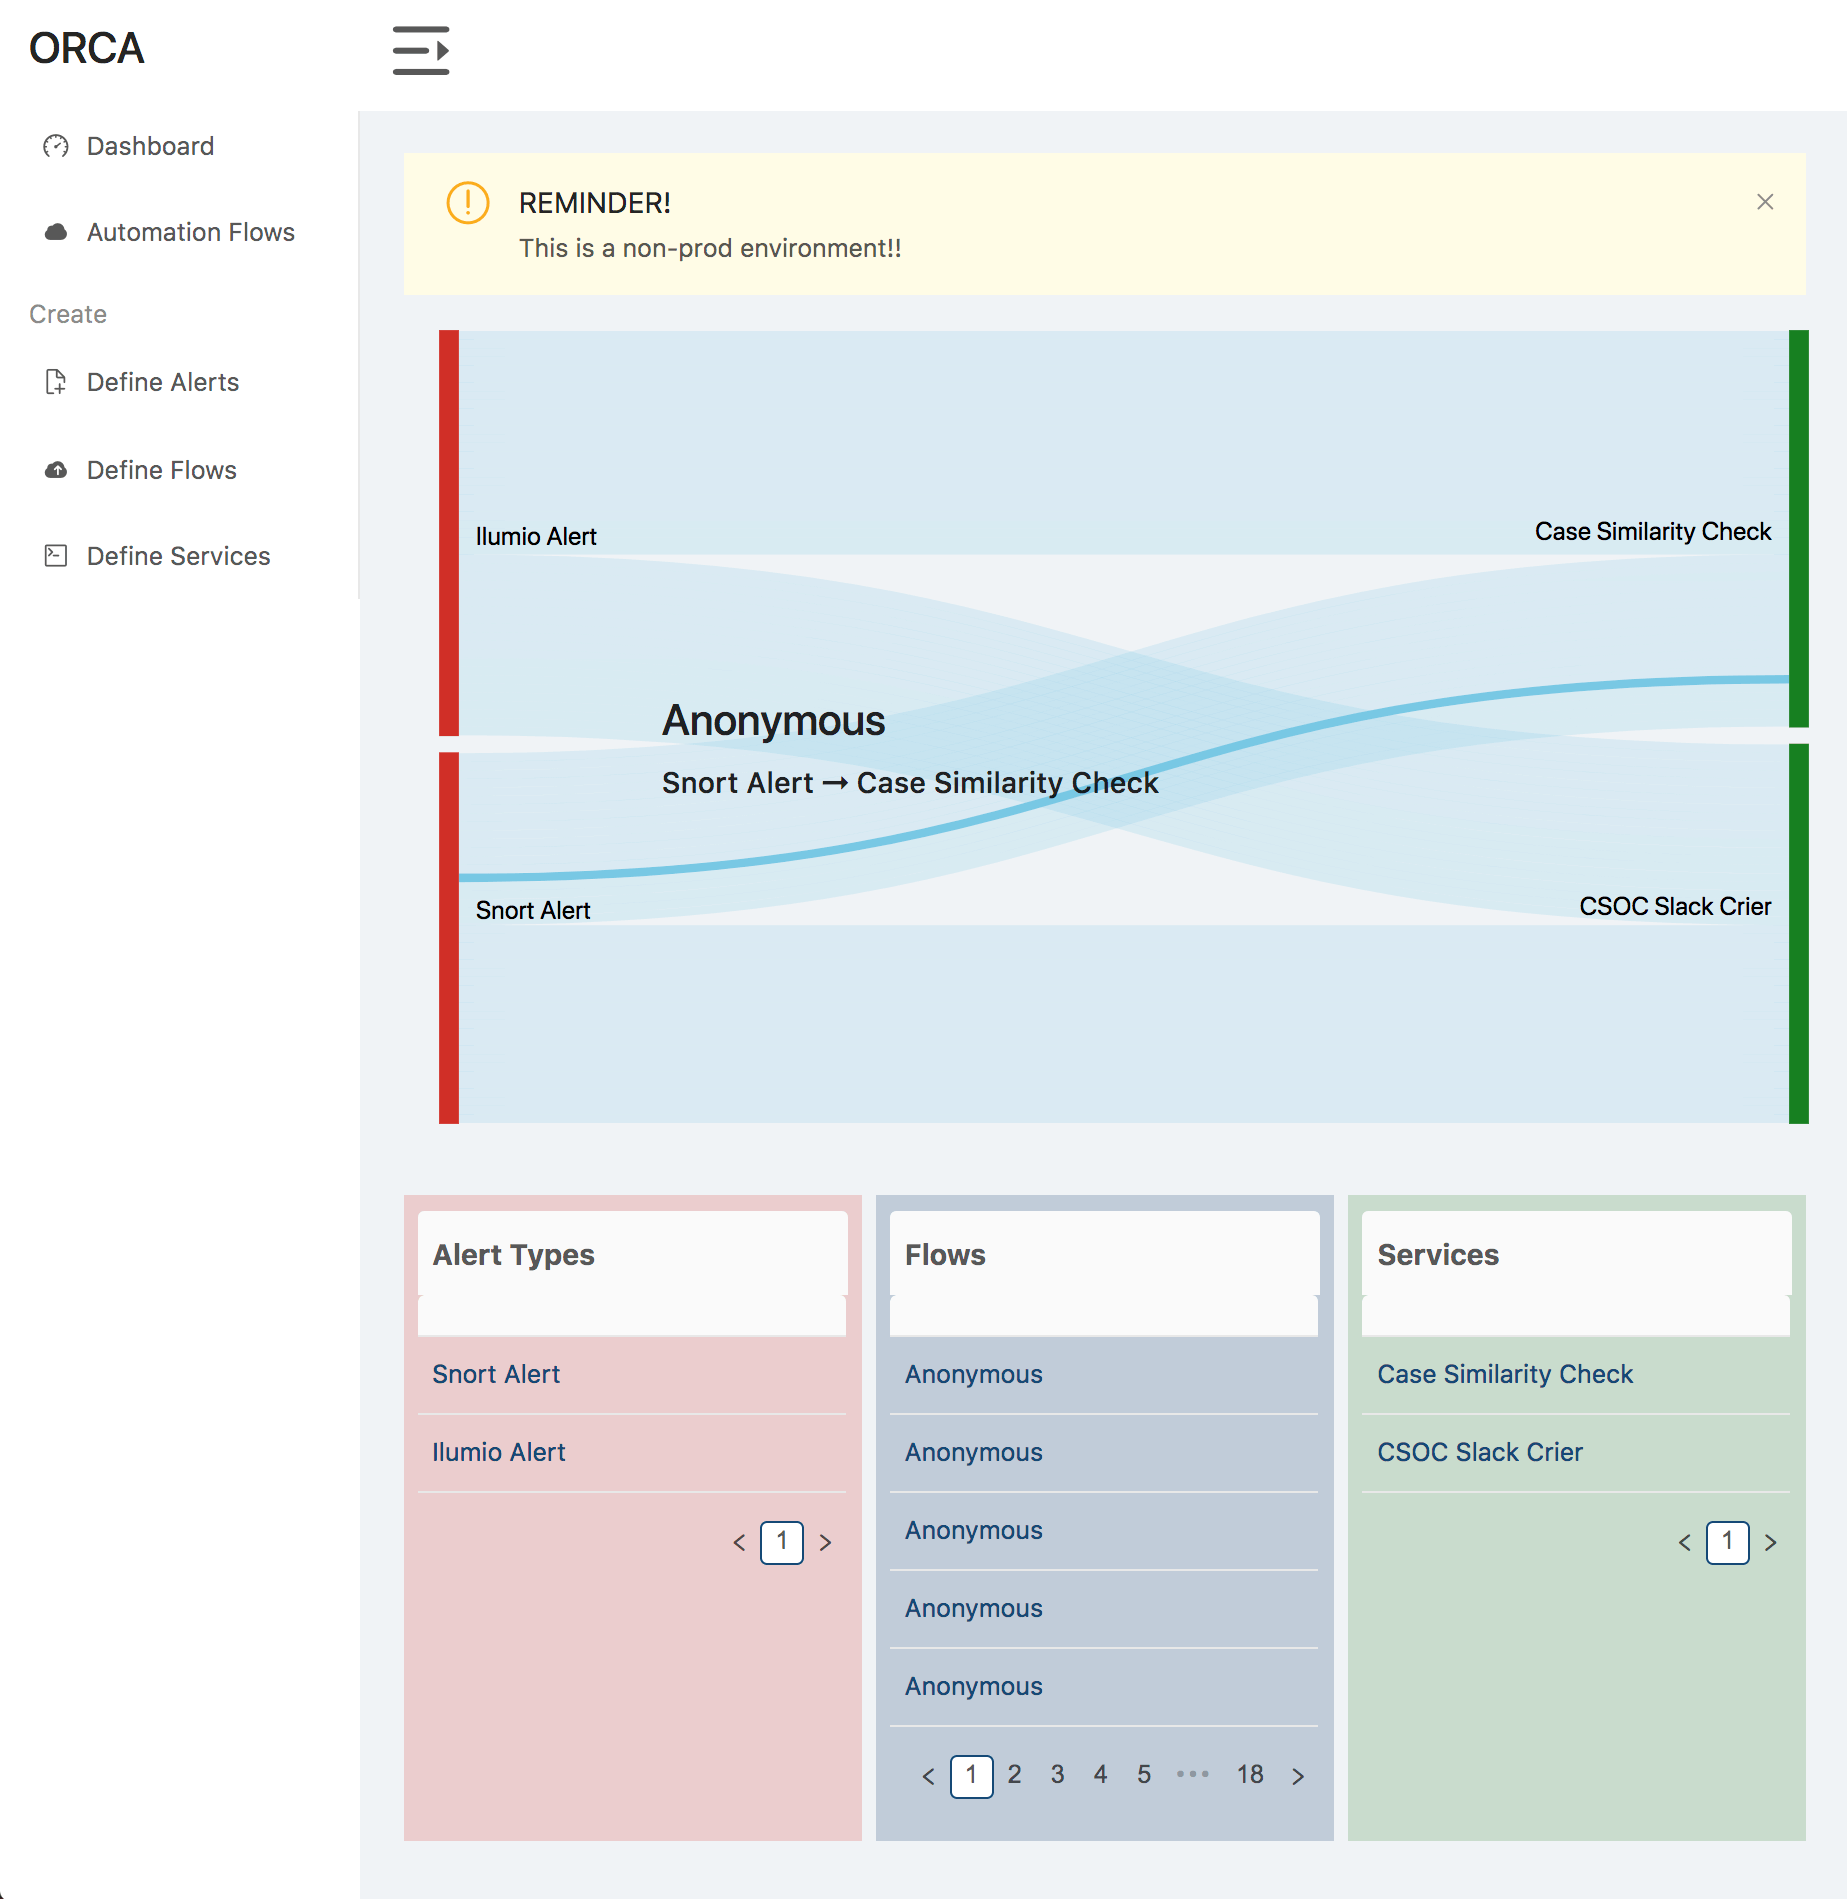 ORCA
Dashboard
Automation Flows
Create
Define Alerts
Define Flows
Define Services
REMINDER!
This is a non-prod environment!!
Ilumio Alert
Case Similarity Check
Anonymous
Snort Alert → Case Similarity Check
Snort Alert
CSOC Slack Crier
Alert Types
Snort Alert
Ilumio Alert
< 1 >
Flows
Anonymous
Anonymous
Anonymous
Anonymous
Anonymous
< 1 2 3 4 5 ••• 18 >
Services
Case Similarity Check
CSOC Slack Crier
< 1 >